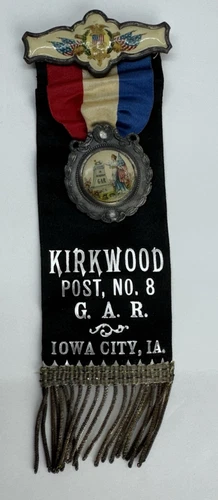 KIRKWOOD
POST, NO. 8
G. A. R.
IOWA CITY, IA.